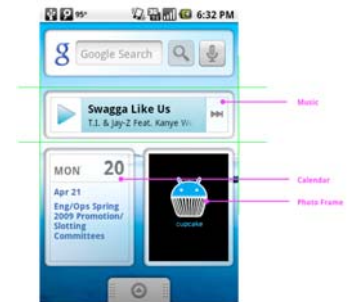 95° 6:32 PM
g Google Search
Swagga Like Us
T.I. & Jay-Z Feat. Kanye W
Music
MON 20
Apr 21
Eng/Ops Spring
2009 Promotion/
Slotting
Committees
cupcake
Calendar
Photo Frame